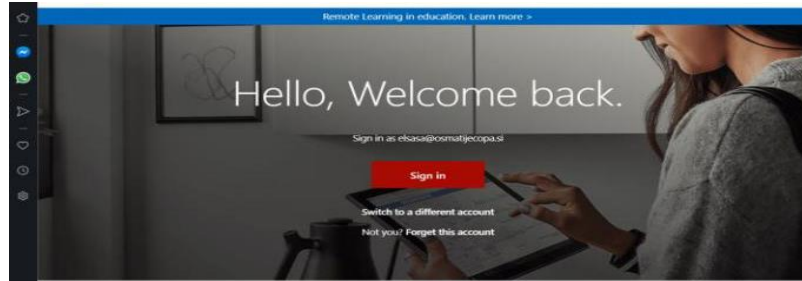 Remote Learning in education. Learn more >
Hello, Welcome back.
Sign in as elsasa@osmatijecopa.si
Sign in
Switch to a different account
Not you? Forget this account